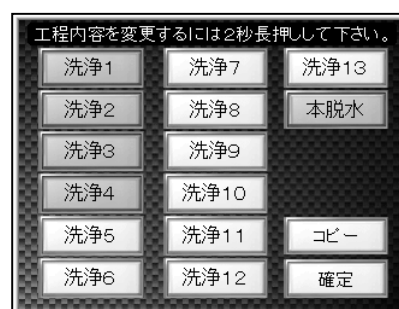 工程内容を変更するには2秒長押しして下さい。
洗浄1 洗浄7 洗浄13
洗浄2 洗浄8 本脱水
洗浄3 洗浄9
洗浄4 洗浄10
洗浄5 洗浄11 コピー
洗浄6 洗浄12 確定